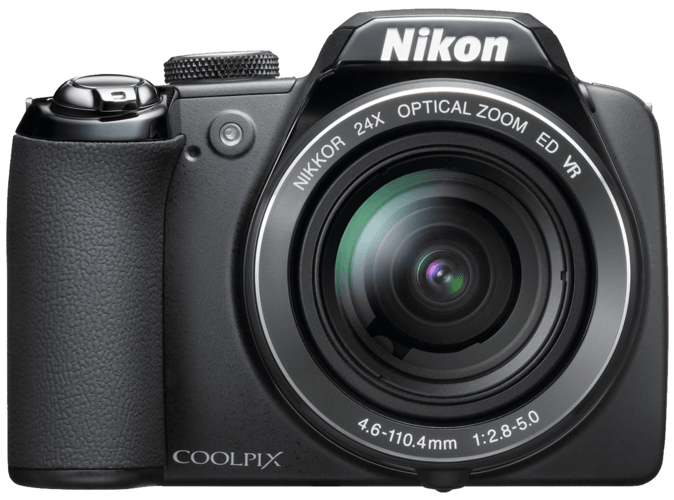 Nikon
NIKKOR 24X OPTICAL ZOOM ED VR
4.6-110.4mm 1:2.8-5.0
COOLPIX